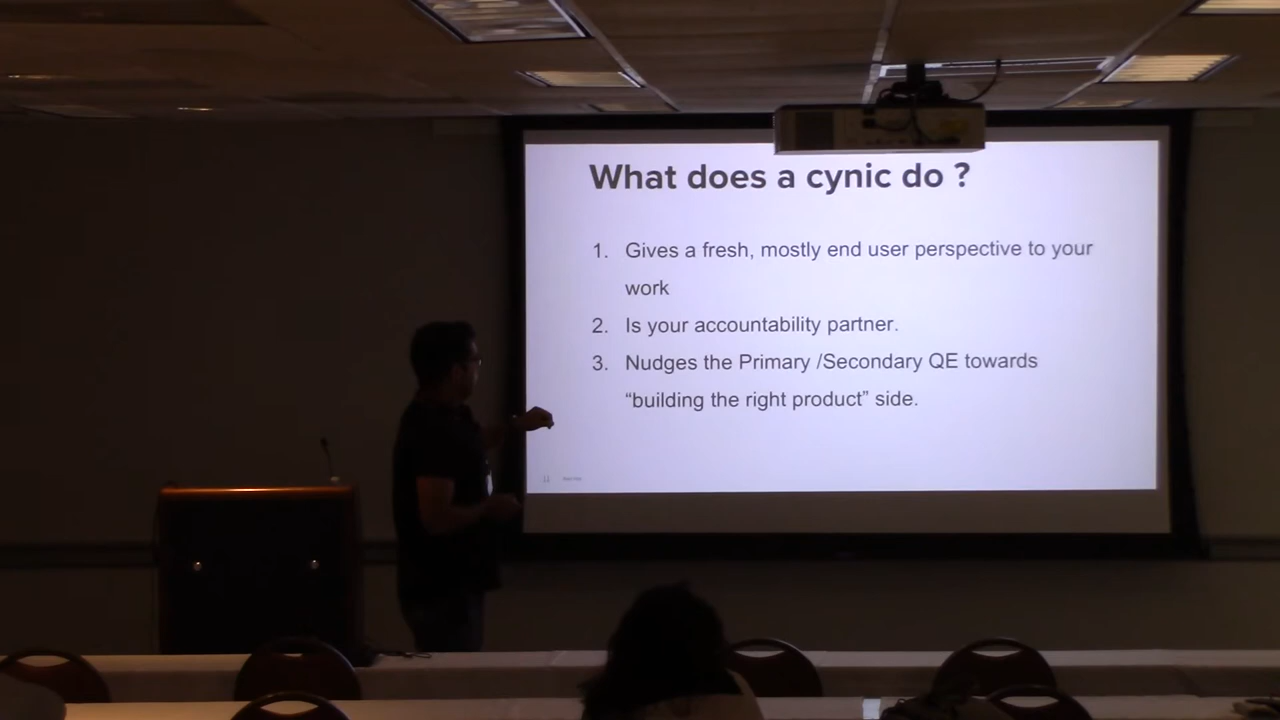 What does a cynic do ?
1. Gives a fresh, mostly end user perspective to your
work
2. Is your accountability partner.
3. Nudges the Primary /Secondary QE towards
“building the right product” side.